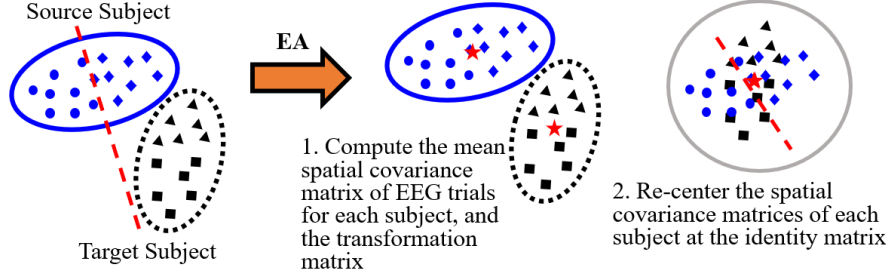 Source Subject
Target Subject
EA
1. Compute the mean
spatial covariance
matrix of EEG trials
for each subject, and
the transformation
matrix
2. Re-center the spatial
covariance matrices of each
subject at the identity matrix